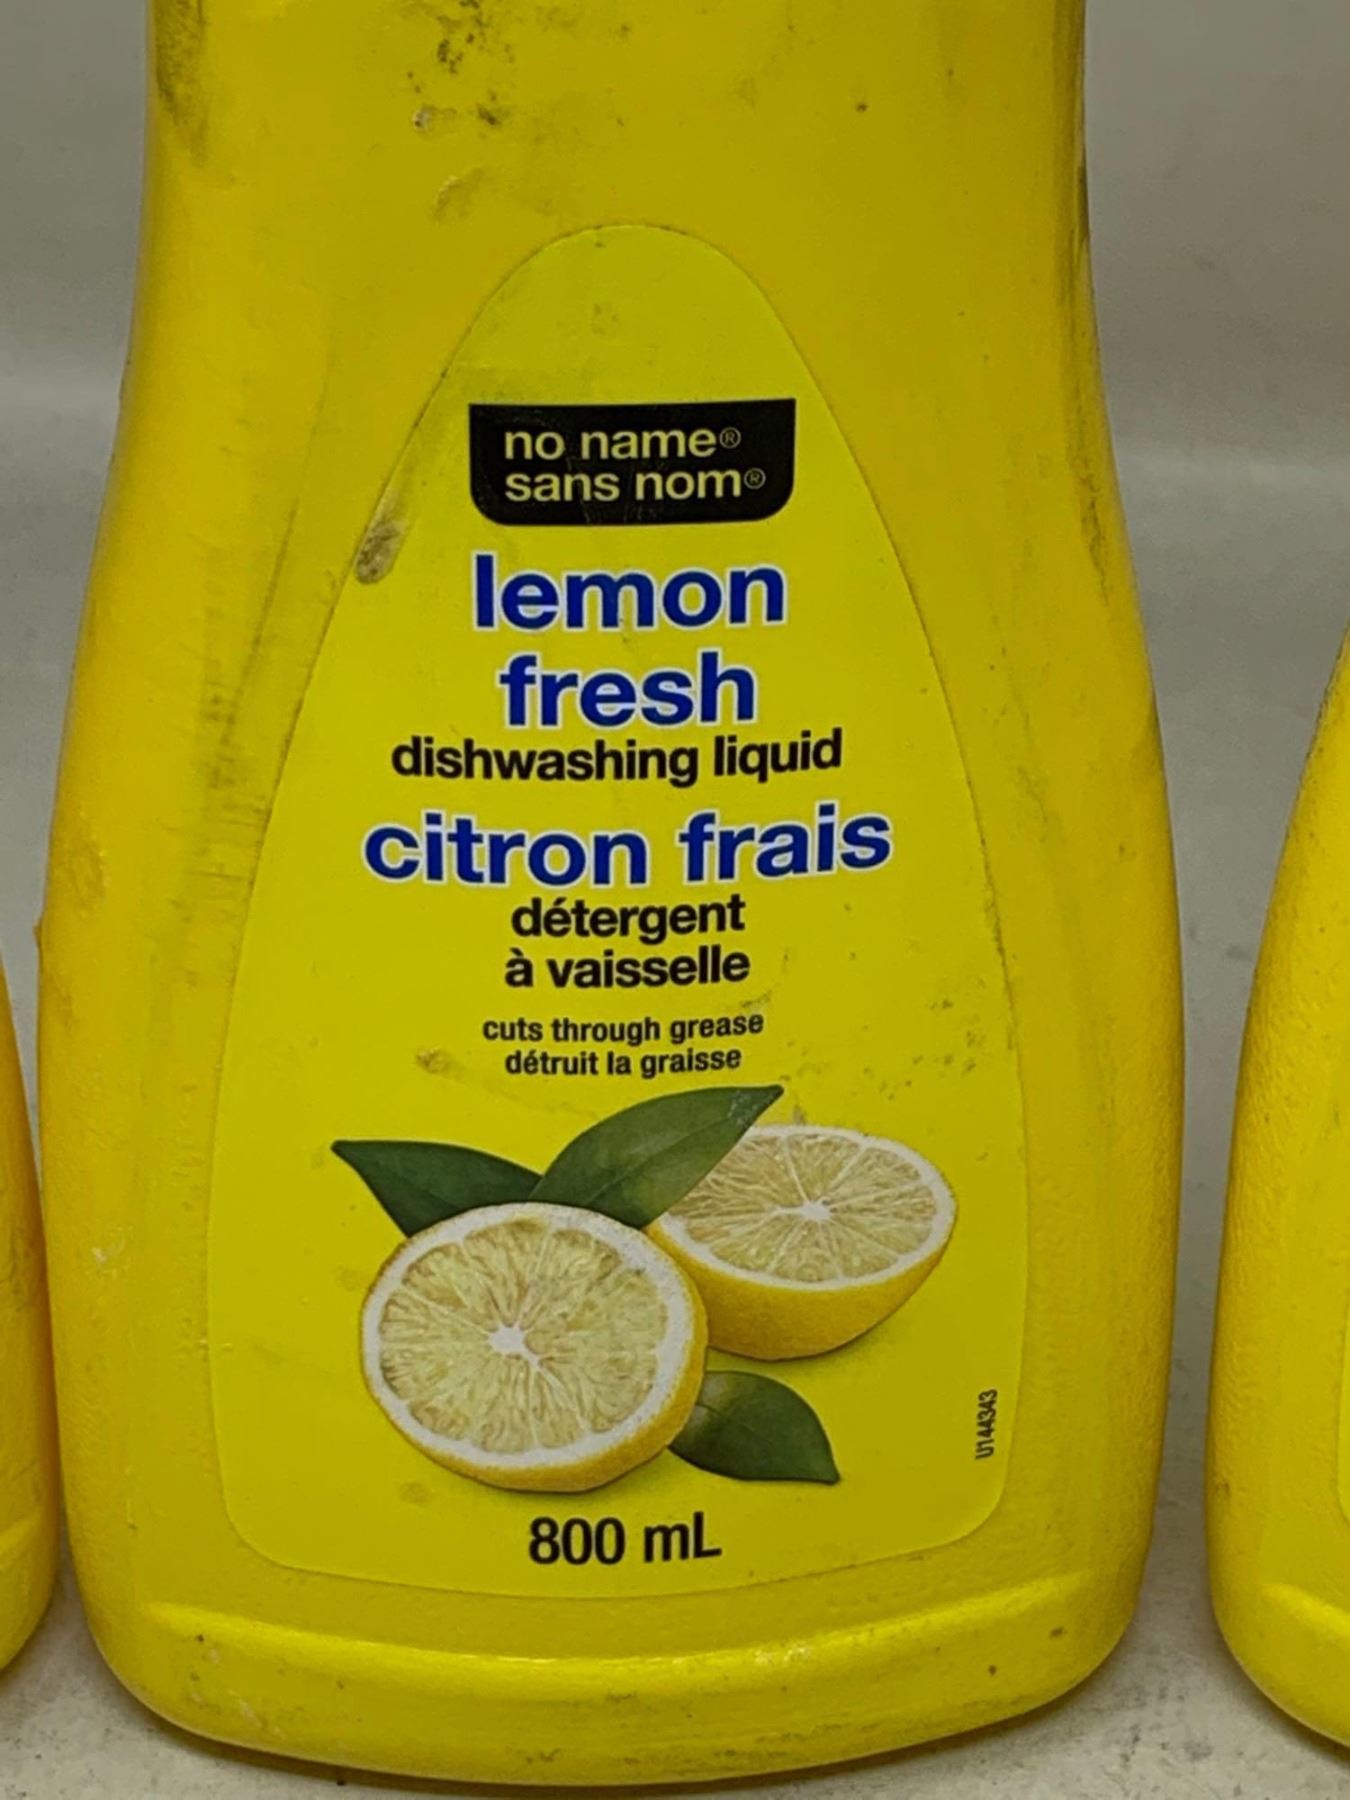 no name®
sans nom®
lemon
fresh
dishwashing liquid
citron frais
détergent
à vaisselle
cuts through grease
détruit la graisse
U144343
800 mL